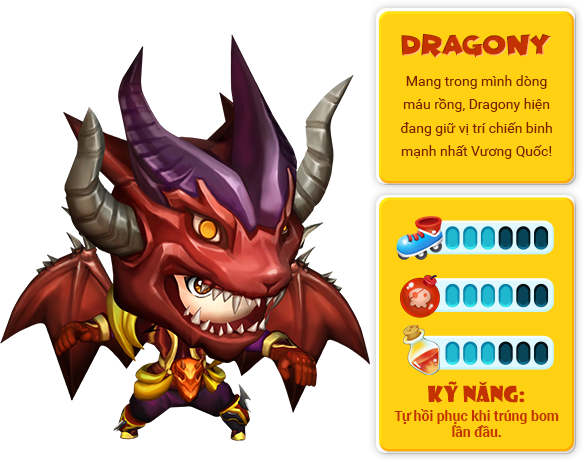 DRAGONY
Mang trong mình dòng
máu rồng, Dragony hiện
đang giữ vị trí chiến binh
mạnh nhất Vương Quốc!
KỸ NĂNG:
Tự hồi phục khi trúng bom
lần đầu.